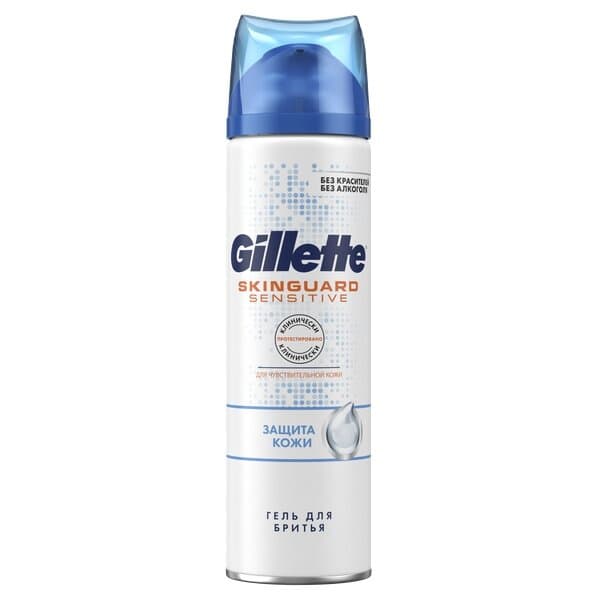 БЕЗ КРАСИТЕЛЕЙ
БЕЗ АЛКОГОЛЯ
Gillette
SKINGUARD
SENSITIVE
КЛИНИЧЕСКИ
ПРОТЕСТИРОВАНО
КЛИНИЧЕСКИ
ДЛЯ ЧУВСТВИТЕЛЬНОЙ КОЖИ
ЗАЩИТА
КОЖИ
ГЕЛЬ ДЛЯ
БРИТЬЯ